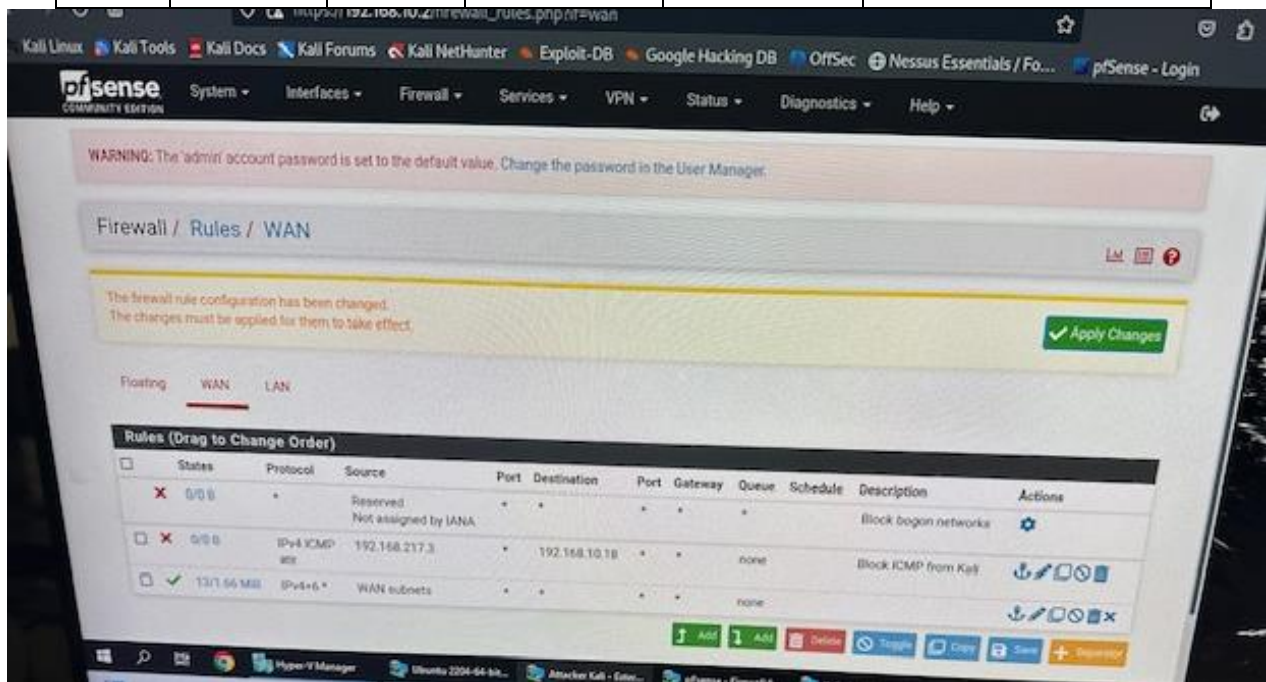 https://192.168.10.2/firewall_rules.php?if=wan
Kali Linux Kali Tools Kali Docs Kali Forums Kali NetHunter Exploit-DB Google Hacking DB OffSec Nessus Essentials / Fo... pfSense - Login
pfsense System Interfaces Firewall Services VPN Status Diagnostics Help
COMMUNITY EDITION
WARNING: The 'admin' account password is set to the default value. Change the password in the User Manager.
Firewall / Rules / WAN
The firewall rule configuration has been changed.
The changes must be applied for them to take effect.
Apply Changes
Floating WAN LAN
Rules (Drag to Change Order)
States Protocol Source Port Destination Port Gateway Queue Schedule Description Actions
0/0 B * Reserved * * * * * Block bogon networks
Not assigned by IANA
0/0 B IPv4 ICMP 192.168.217.3 * 192.168.10.18 * * none Block ICMP from Kali
any
13/1.66 MiB IPv4+6 * WAN subnets * * * * none
Add Add Delete Toggle Copy Save Separator
Hyper-V Manager Ubuntu 2204-64-bit... Attacker Kali - Exter...